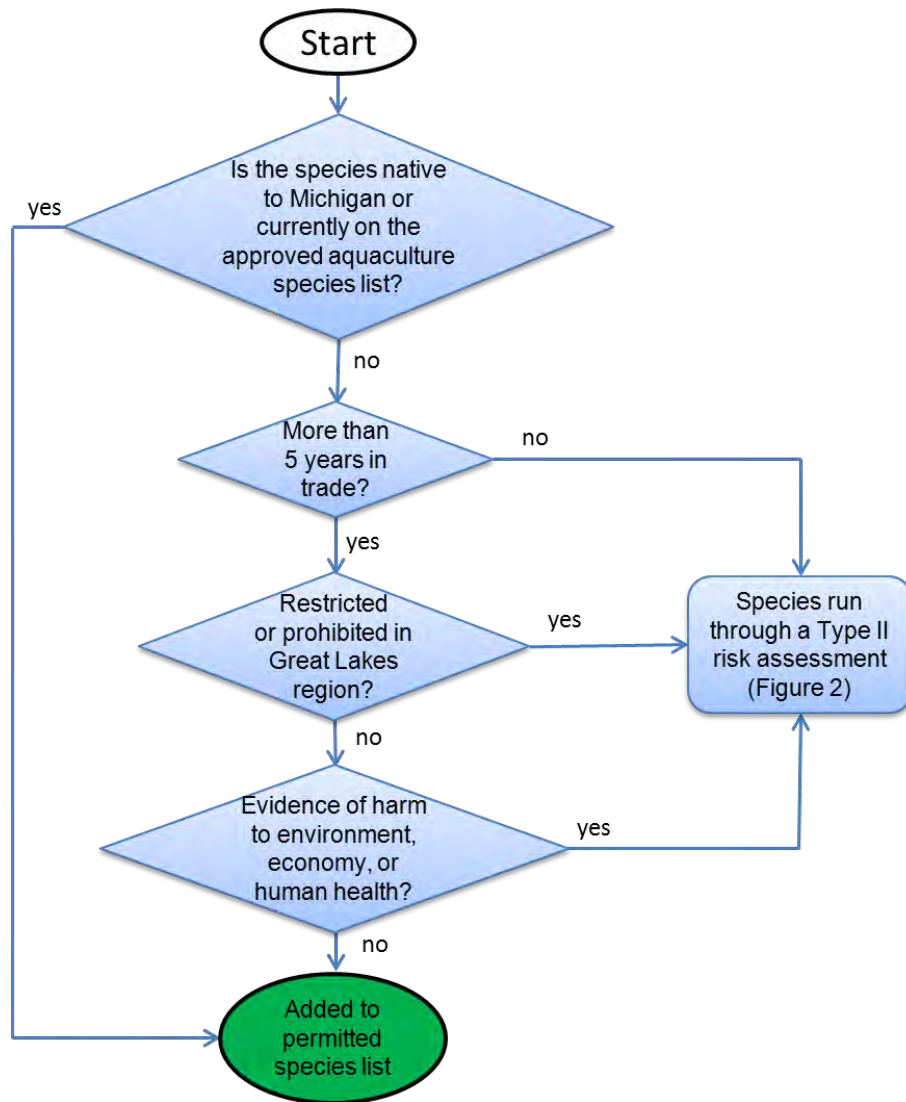 Start
Is the species native
to Michigan or
currently on the
approved aquaculture
species list?
yes
no
More than
5 years in
trade?
no
yes
Restricted
or prohibited in
Great Lakes
region?
yes
Species run
through a Type II
risk assessment
(Figure 2)
no
Evidence of harm
to environment,
economy, or
human health?
yes
no
Added to
permitted
species list